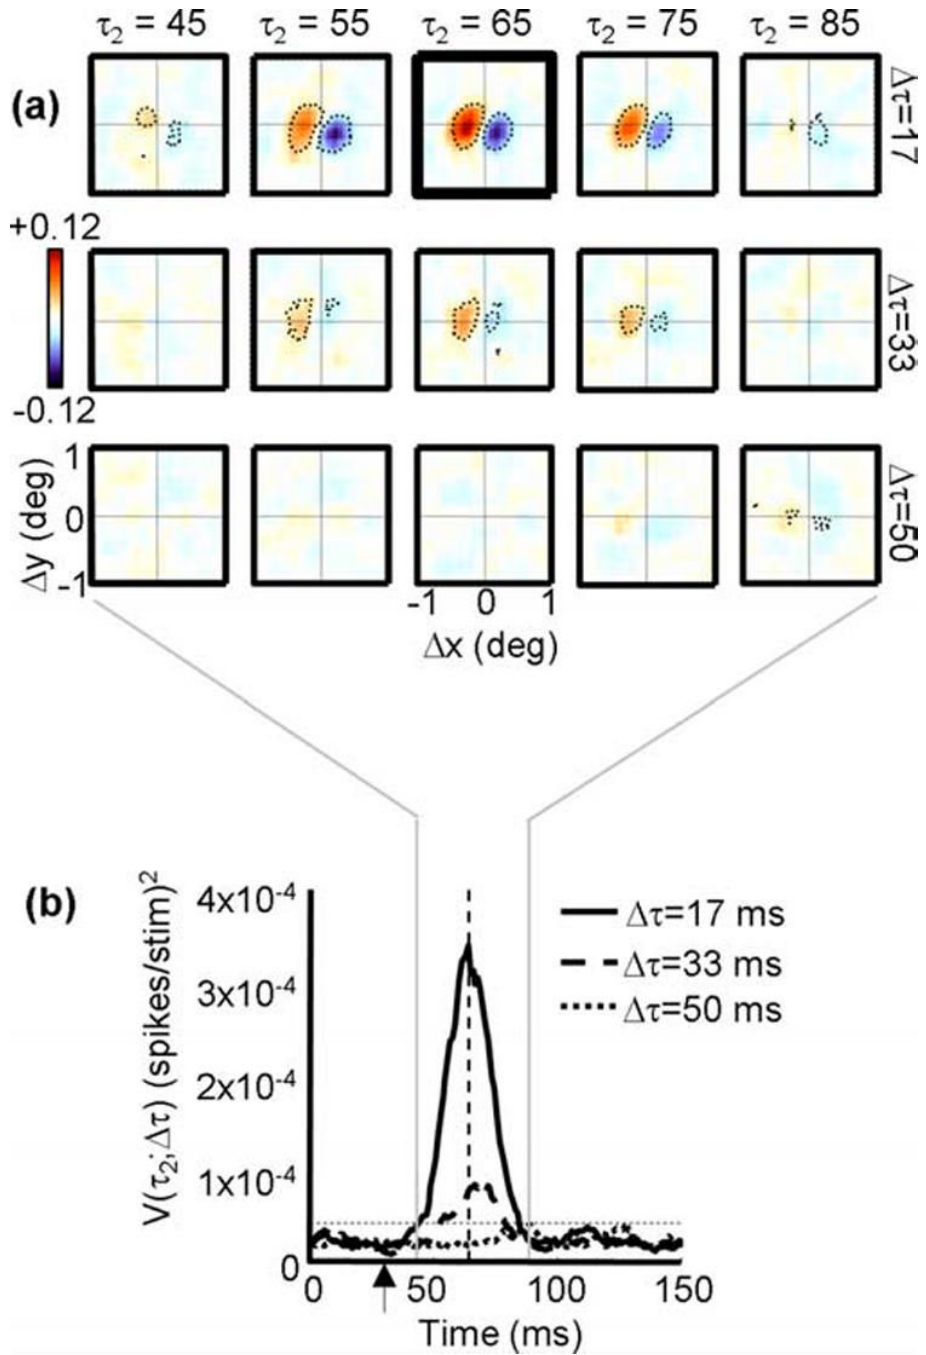 τ₂ = 45 τ₂ = 55 τ₂ = 65 τ₂ = 75 τ₂ = 85
(a)
Δτ=17
+0.12
-0.12
Δτ=33
Δy (deg)
1
0
-1
Δτ=50
-1 0 1
Δx (deg)
(b)
V(τ₂;Δτ) (spikes/stim)²
4x10⁻⁴
3x10⁻⁴
2x10⁻⁴
1x10⁻⁴
0
Δτ=17 ms
Δτ=33 ms
Δτ=50 ms
0 50 100 150
Time (ms)